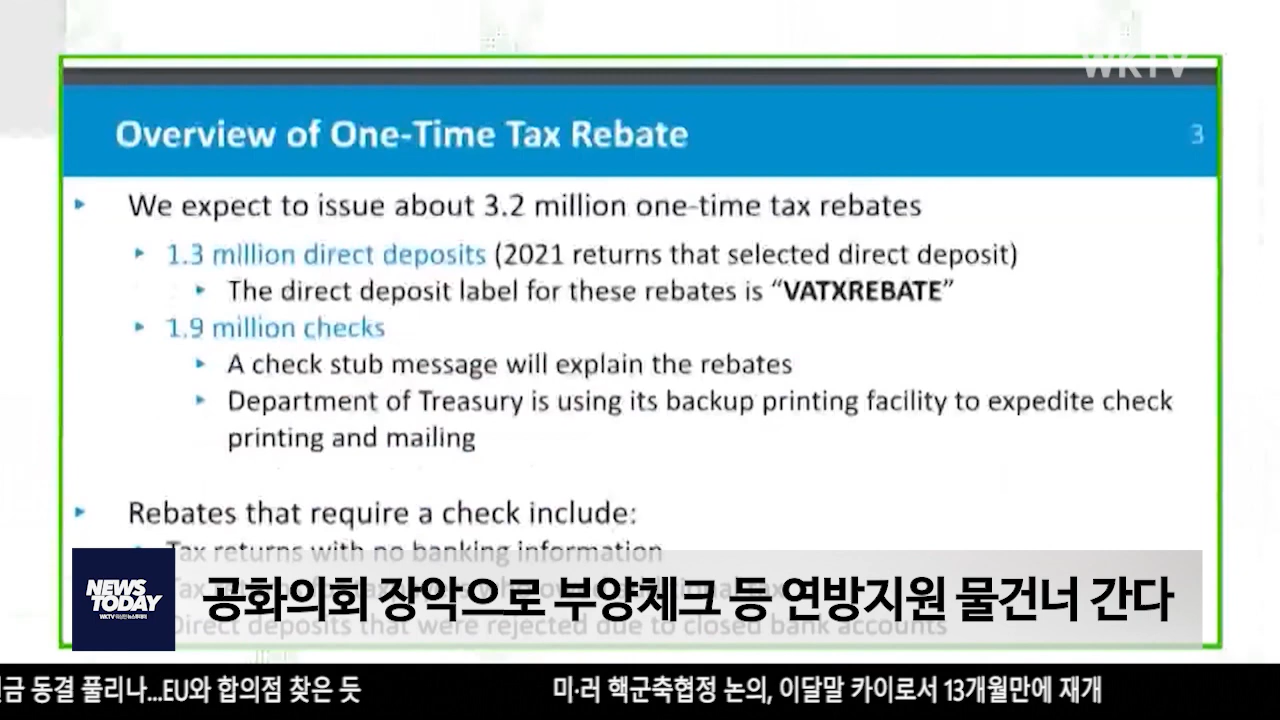 WKTV
Overview of One-Time Tax Rebate
3
We expect to issue about 3.2 million one-time tax rebates
1.3 million direct deposits (2021 returns that selected direct deposit)
The direct deposit label for these rebates is “VATXREBATE”
1.9 million checks
A check stub message will explain the rebates
Department of Treasury is using its backup printing facility to expedite check
printing and mailing
Rebates that require a check include:
Tax returns with no banking information
Direct deposits that were rejected due to closed bank accounts
NEWS
TODAY
공화의회 장악으로 부양체크 등 연방지원 물건너 간다
금 동결 풀리나...EU와 합의점 찾은 듯
미·러 핵군축협정 논의, 이달말 카이로서 13개월만에 재개